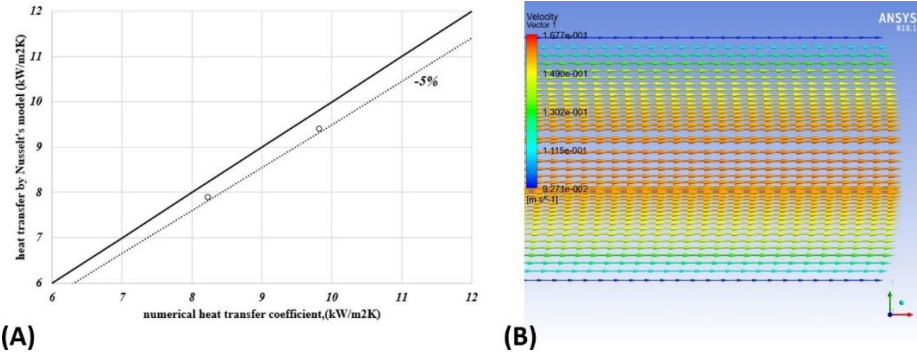 12
11
10
9
8
7
6
heat transfer by Nusselt's model (kW/m2K)
-5%
6 7 8 9 10 11 12
numerical heat transfer coefficient,(kW/m2K)
(A)
Velocity
Vector 1
1.677e-001
1.490e-001
1.302e-001
1.115e-001
9.271e-002
[m s^-1]
ANSYS
R18.1
(B)